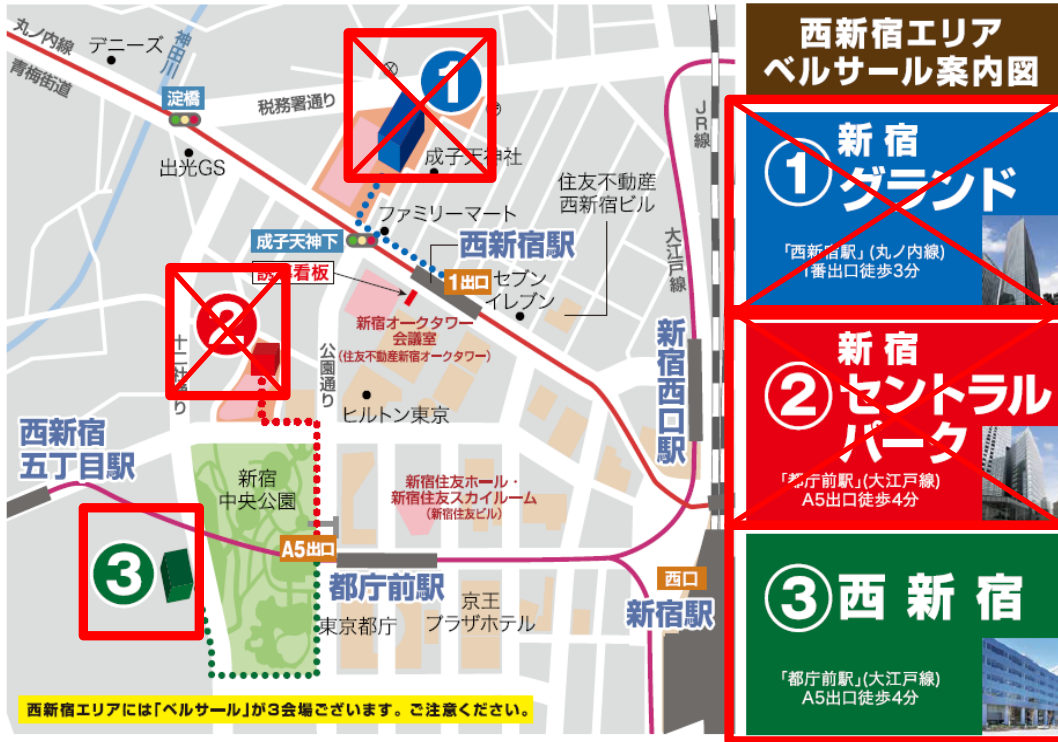 丸ノ内線
デニーズ
神田川
青梅街道
淀橋
税務署通り
1
出光GS
成子天神社
住友不動産
西新宿ビル
JR線
ファミリーマート
成子天神下
西新宿駅
大江戸線
誘導看板
1出口
セブン
イレブン
2
新宿オークタワー
会議室
(住友不動産新宿オークタワー)
十二社通り
公園通り
新宿西口駅
ヒルトン東京
西新宿
五丁目駅
新宿
中央公園
新宿住友ホール・
新宿住友スカイルーム
(新宿住友ビル)
3
A5出口
都庁前駅
西口
新宿駅
東京都庁
京王
プラザホテル
西新宿エリアには「ベルサール」が3会場ございます。ご注意ください。
西新宿エリア
ベルサール案内図
① 新宿
グランド
「西新宿駅」(丸ノ内線)
1番出口徒歩3分
② 新宿
セントラル
パーク
「都庁前駅」(大江戸線)
A5出口徒歩4分
③ 西新宿
「都庁前駅」(大江戸線)
A5出口徒歩4分